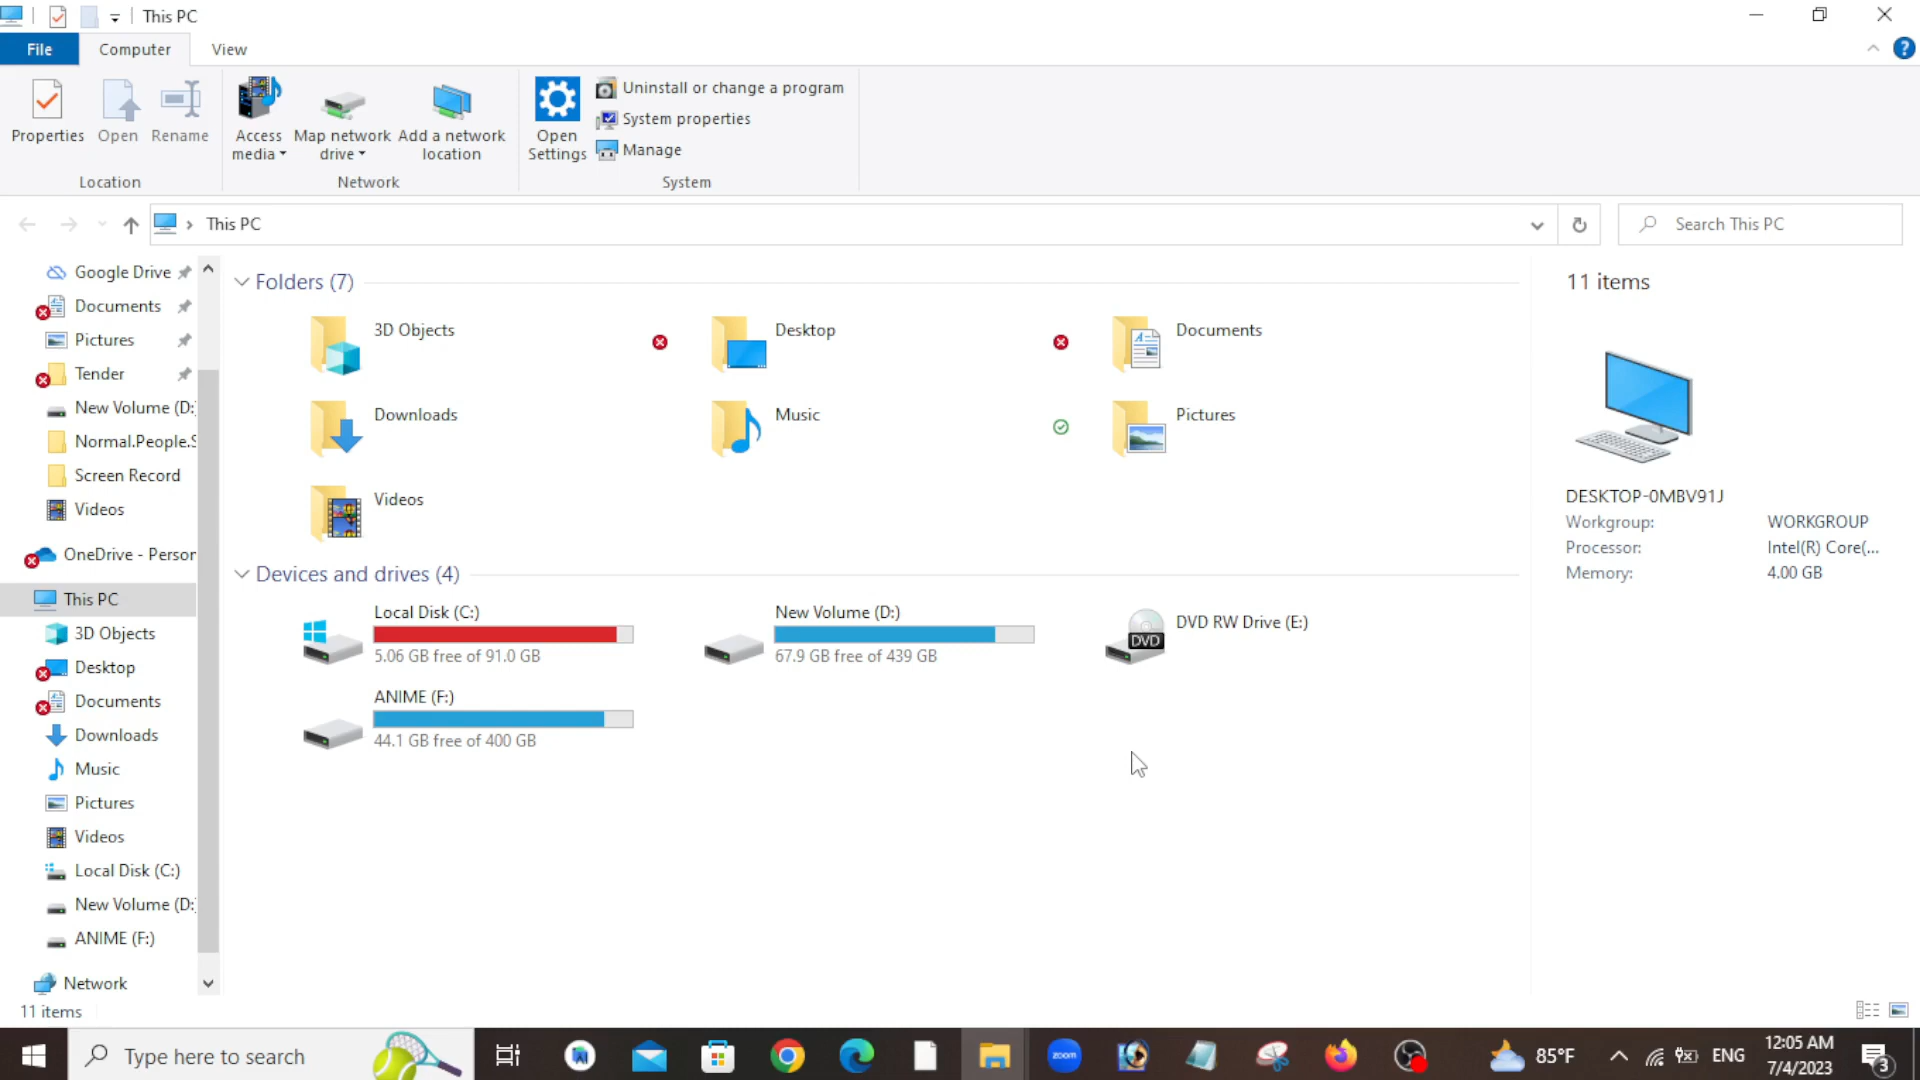 This PC
File
Computer
View
Properties
Open
Rename
Access
media
Map network
drive
Add a network
location
Open
Settings
Uninstall or change a program
System properties
Manage
Location
Network
System
This PC
Search This PC
Google Drive
Documents
Pictures
Tender
New Volume (D:)
Normal.People.S
Screen Record
Videos
OneDrive - Person
This PC
3D Objects
Desktop
Documents
Downloads
Music
Pictures
Videos
Local Disk (C:)
New Volume (D:)
ANIME (F:)
Network
11 items
Folders (7)
3D Objects
Desktop
Documents
Downloads
Music
Pictures
Videos
Devices and drives (4)
Local Disk (C:)
5.06 GB free of 91.0 GB
New Volume (D:)
67.9 GB free of 439 GB
DVD
DVD RW Drive (E:)
ANIME (F:)
44.1 GB free of 400 GB
11 items
DESKTOP-0MBV91J
Workgroup: WORKGROUP
Processor: Intel(R) Core(...
Memory: 4.00 GB
Type here to search
zoom
85°F
ENG
12:05 AM
7/4/2023
3